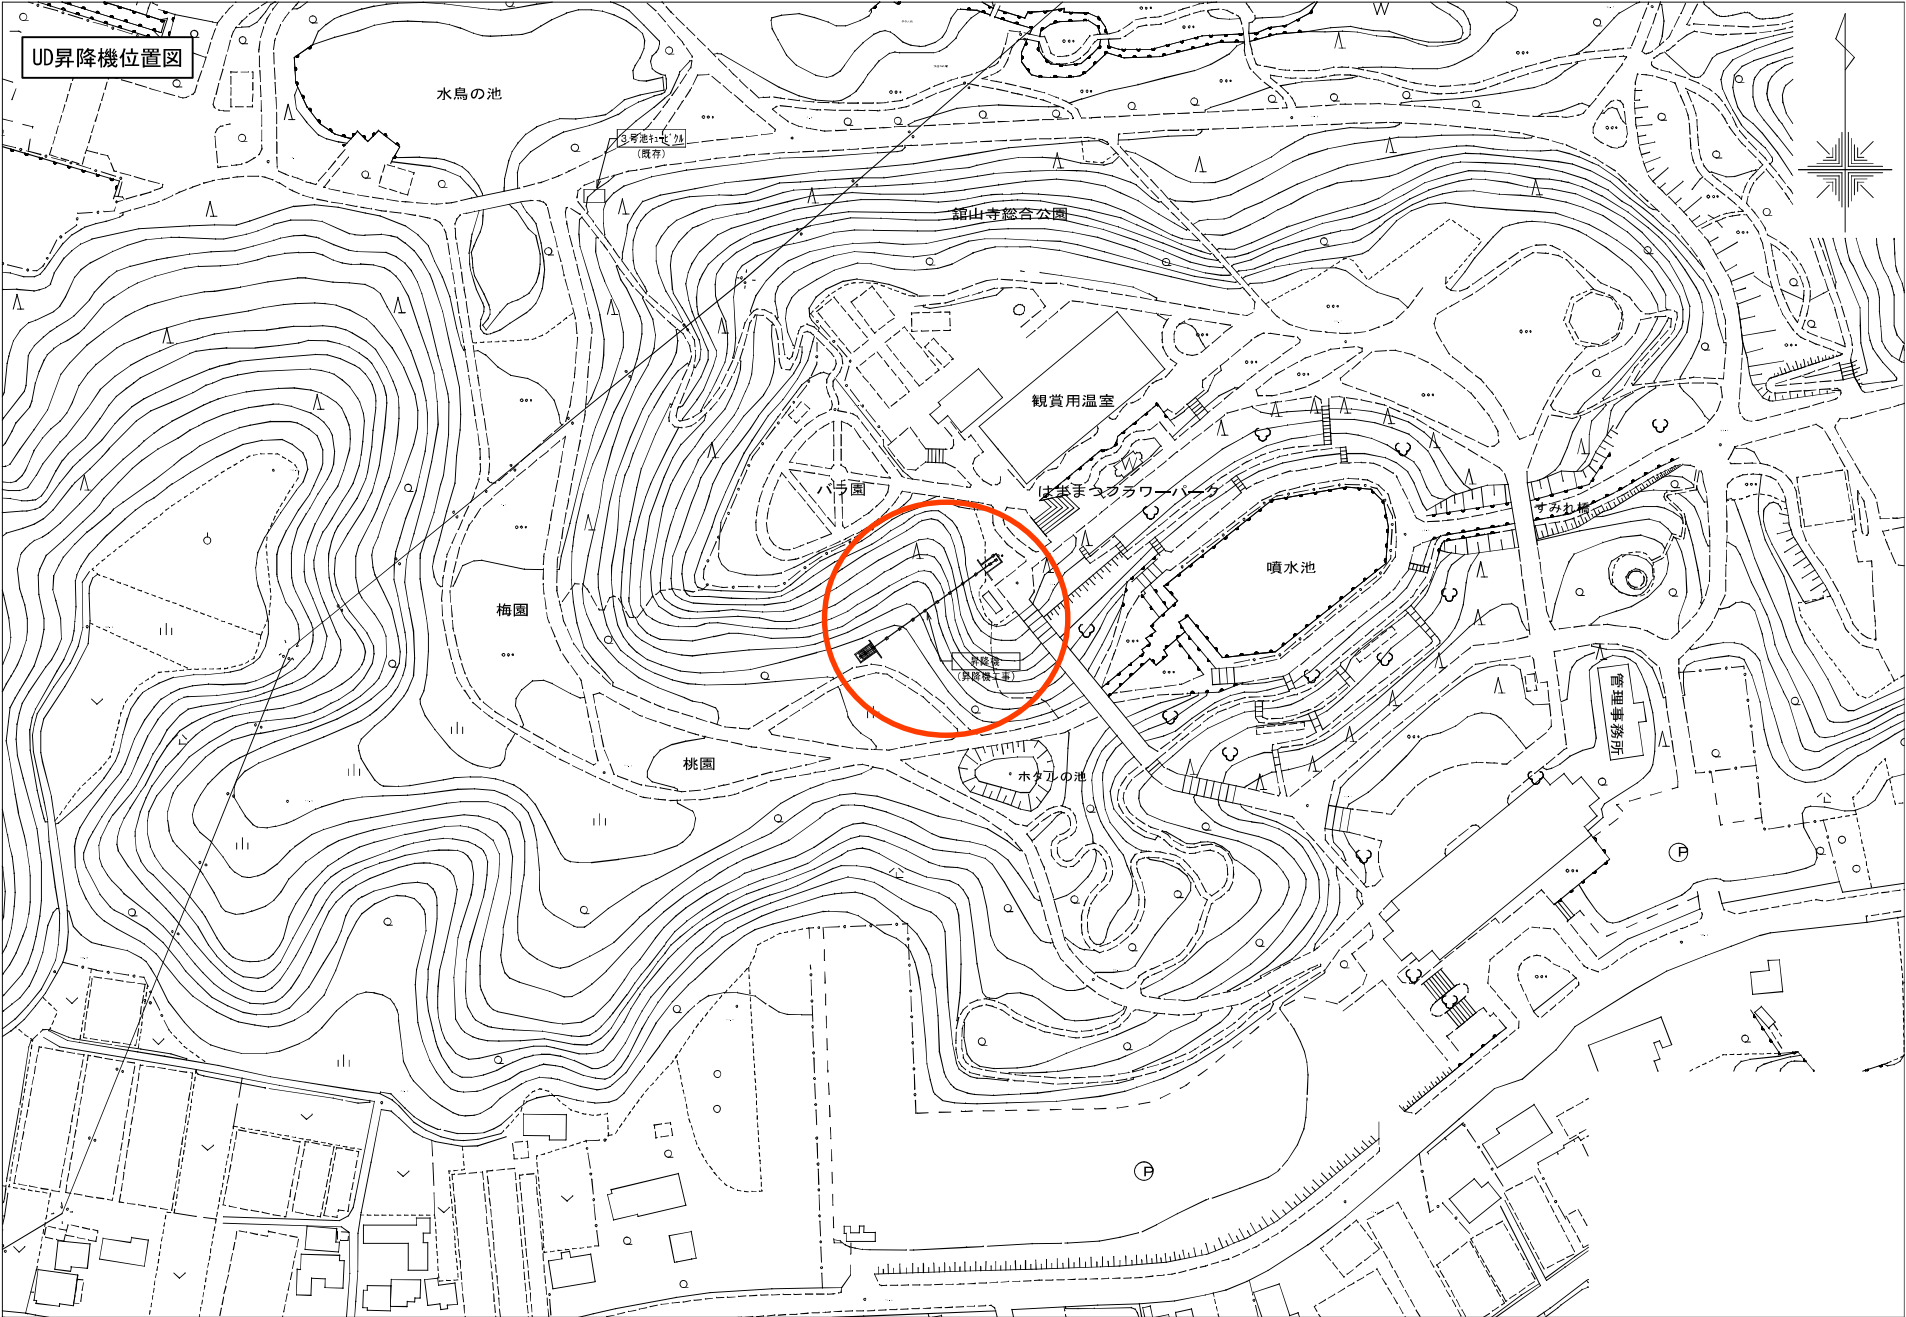 UD昇降機位置図
水鳥の池
3号池キュービクル
(既存)
舘山寺総合公園
観賞用温室
バラ園
はままつフラワーパーク
すみれ橋
噴水池
梅園
昇降機
(昇降機工事)
管理事務所
桃園
ホタルの池
P
P